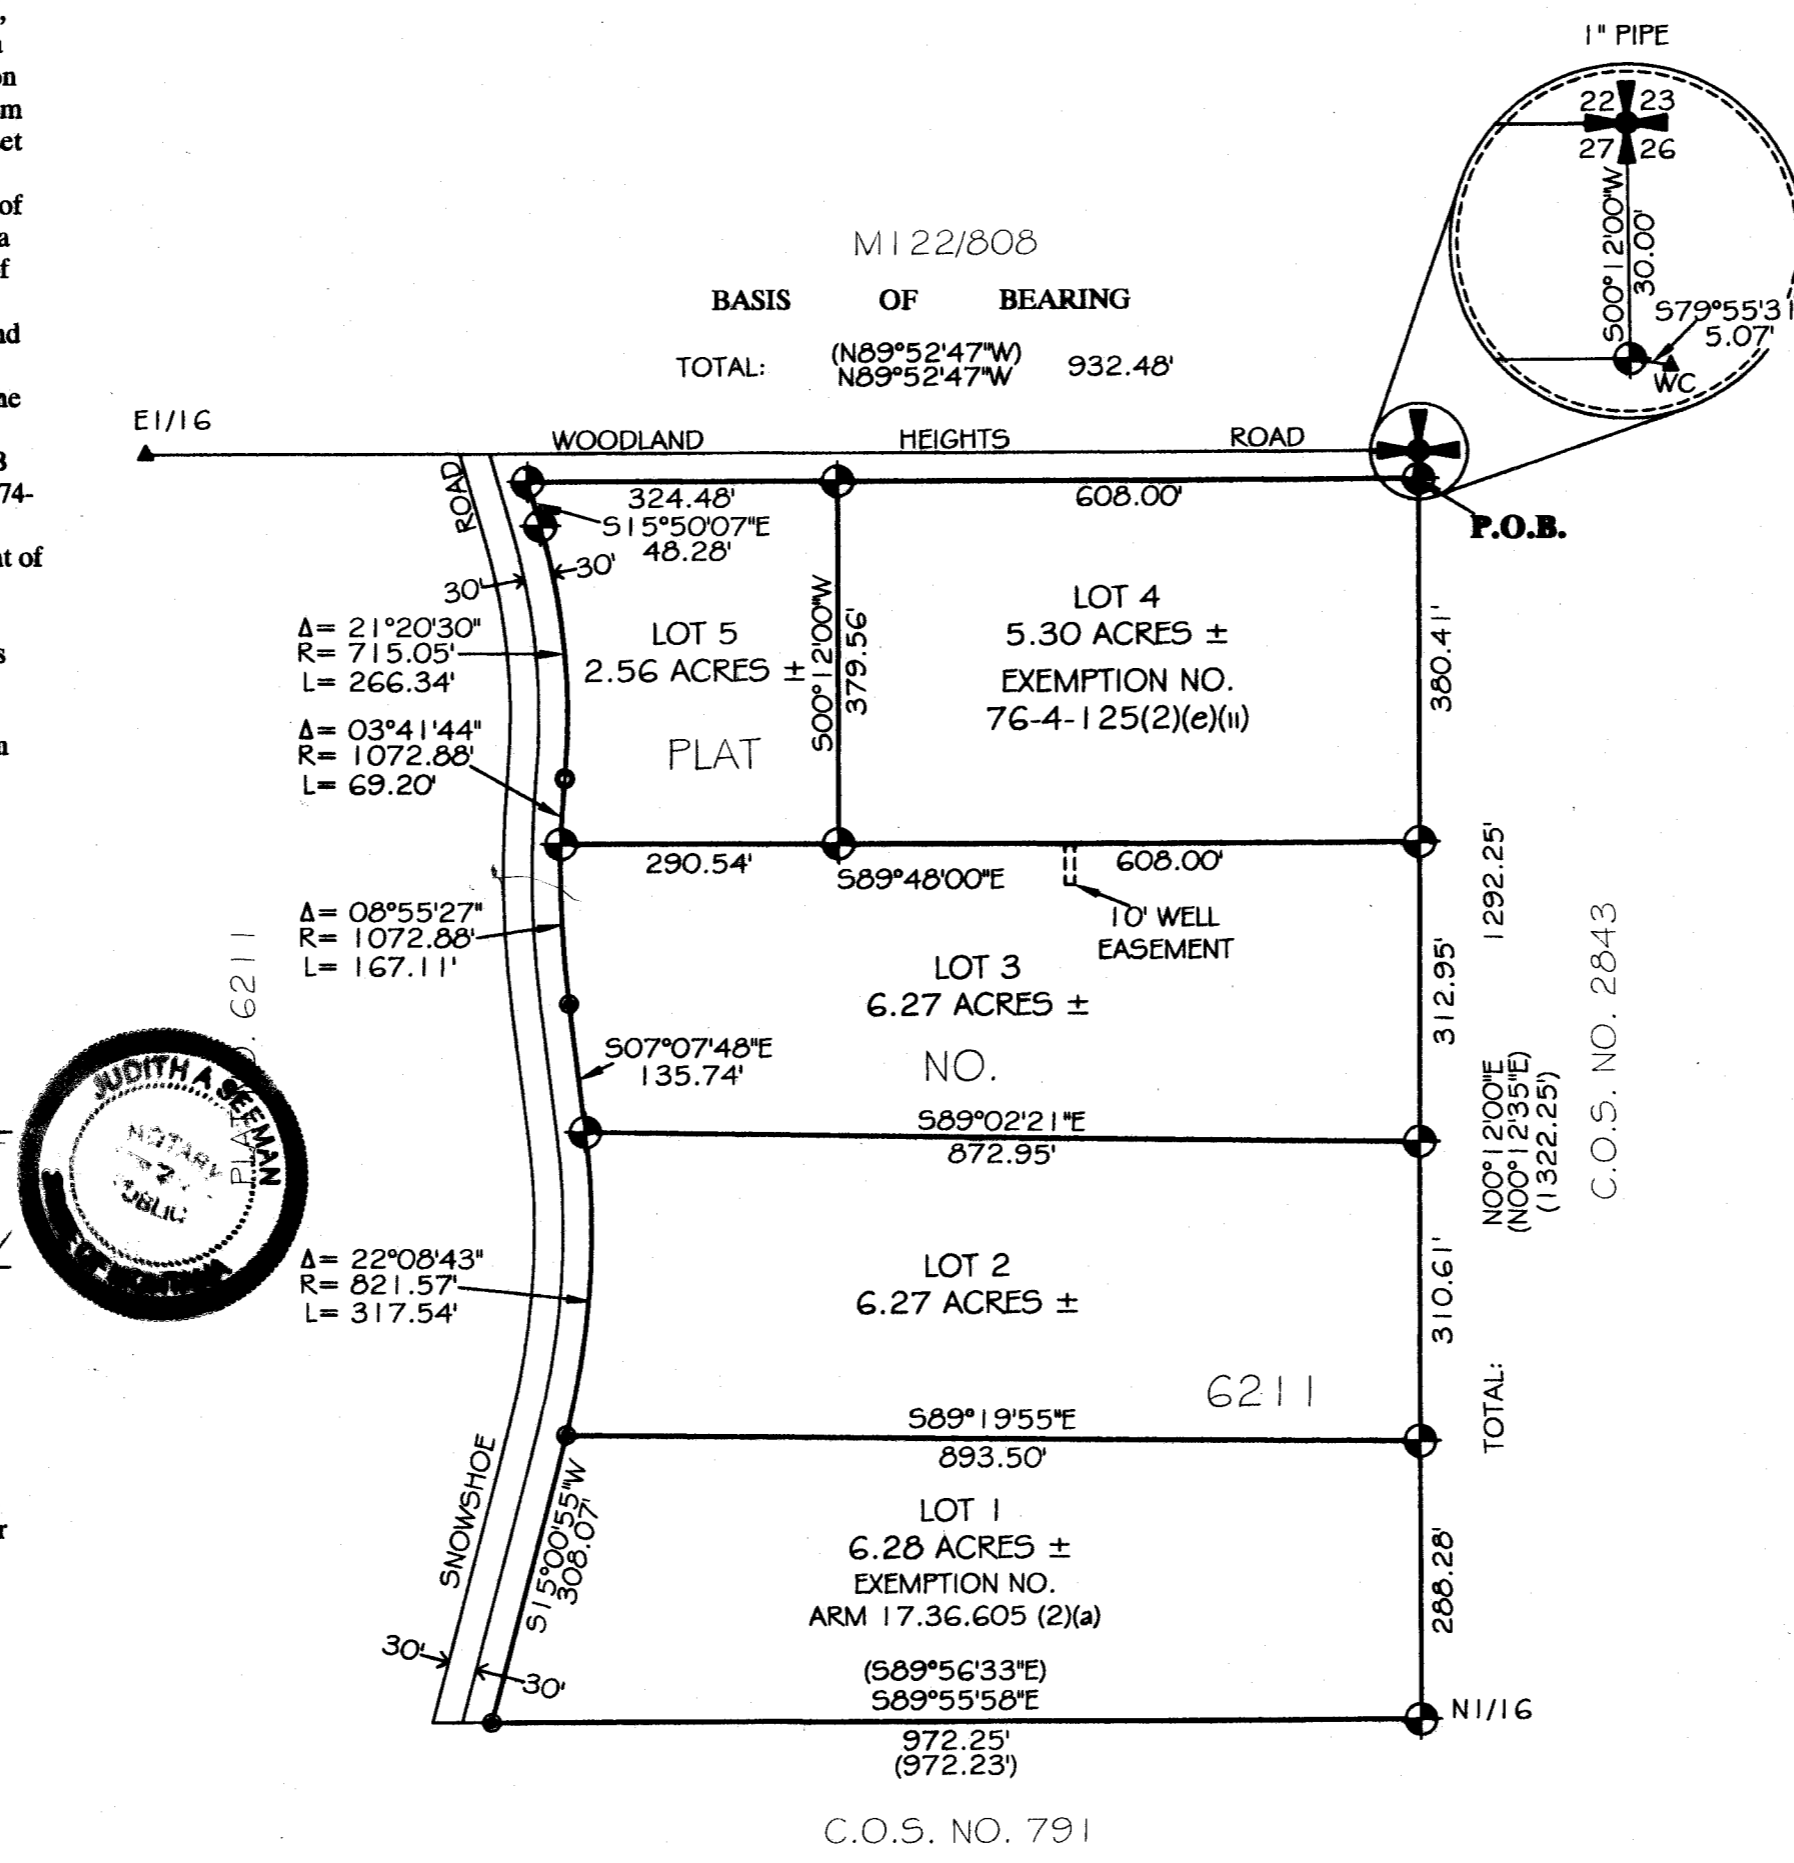 1" PIPE
22 23
27 26
S00°12'00"W
30.00'
S79°55'31
5.07'
WC
M122/808
BASIS OF BEARING
TOTAL: (N89°52'47"W)
N89°52'47"W 932.48'
E1/16
WOODLAND HEIGHTS ROAD
ROAD
324.48'
608.00'
P.O.B.
S15°50'07"E
48.28'
30'
30'
Δ= 21°20'30"
R= 715.05'
L= 266.34'
LOT 5
2.56 ACRES ±
S00°12'00"W
379.56'
LOT 4
5.30 ACRES ±
EXEMPTION NO.
76-4-125(2)(e)(ii)
380.41'
Δ= 03°41'44"
R= 1072.88'
L= 69.20'
PLAT
290.54'
S89°48'00"E
608.00'
10' WELL
EASEMENT
1292.25'
Δ= 08°55'27"
R= 1072.88'
L= 167.11'
LOT 3
6.27 ACRES ±
312.95'
C.O.S. NO. 2843
S07°07'48"E
135.74'
NO.
N00°12'00"E
(N00°12'35"E)
(1322.25')
S89°02'21"E
872.95'
PLAT
6211
JUDITH A SEEMAN
NOTARY
Δ= 22°08'43"
R= 821.57'
L= 317.54'
LOT 2
6.27 ACRES ±
310.61'
6211
TOTAL:
S89°19'55"E
893.50'
SNOWSHOE
S15°00'55"W
308.07'
LOT 1
6.28 ACRES ±
EXEMPTION NO.
ARM 17.36.605 (2)(a)
288.28'
30'
30'
(S89°56'33"E)
S89°55'58"E
972.25'
(972.23')
N1/16
C.O.S. NO. 791
of
a
74-
of